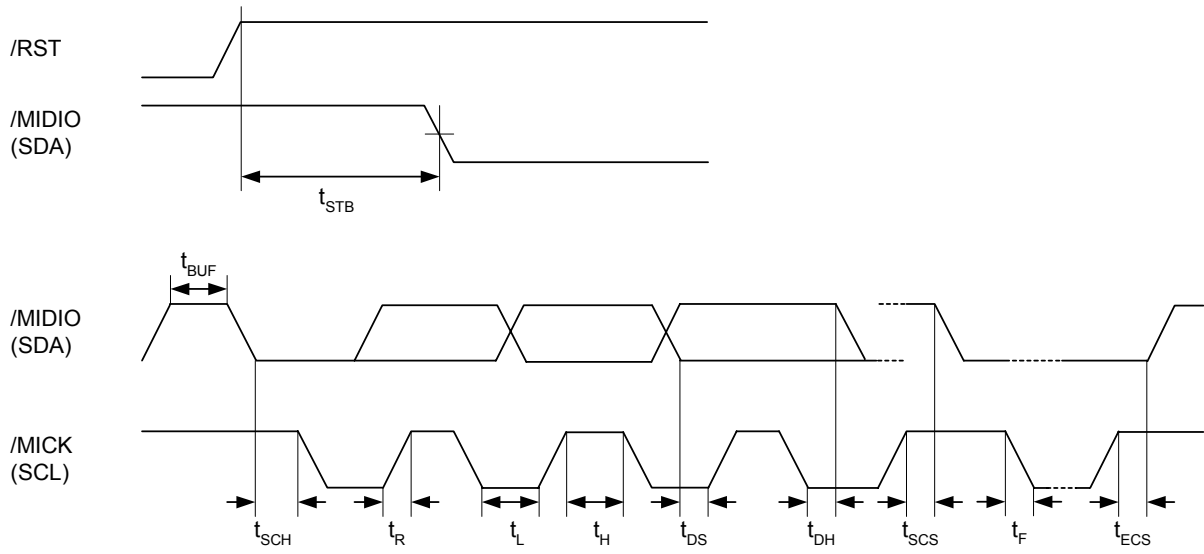 /RST
/MIDIO
(SDA)
tSTB
tBUF
/MIDIO
(SDA)
/MICK
(SCL)
tSCH tR tL tH tDS tDH tSCS tF tECS